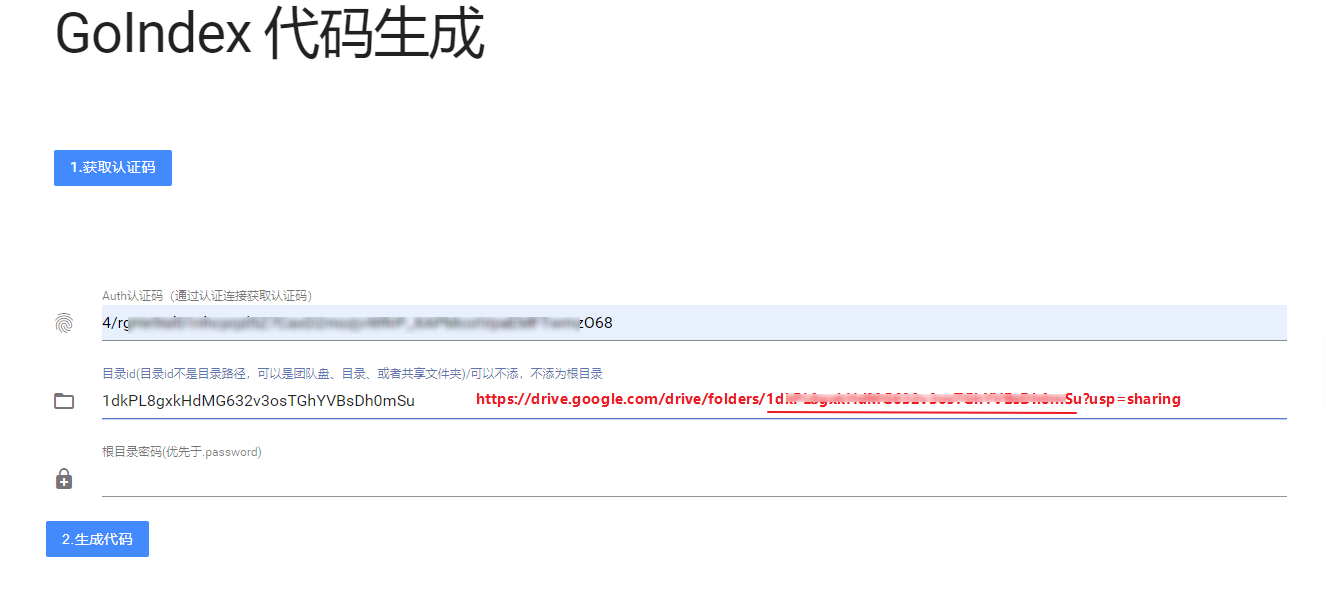 GoIndex 代码生成
1.获取认证码
Auth认证码（通过认证连接获取认证码）
4/rg zO68
目录id(目录id不是目录路径，可以是团队盘、目录、或者共享文件夹)/可以不添，不添为根目录
1dkPL8gxkHdMG632v3osTGhYVBsDh0mSu https://drive.google.com/drive/folders/1d Su?usp=sharing
根目录密码(优先于.password)
2.生成代码